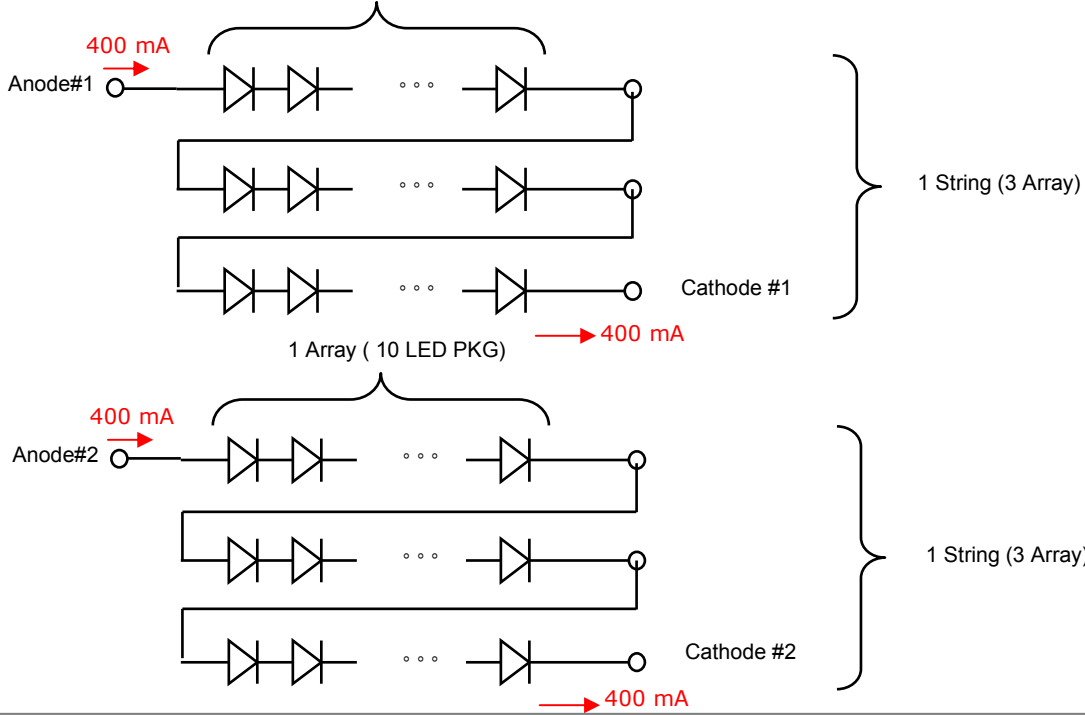 400 mA
Anode#1
1 String (3 Array)
Cathode #1
400 mA
1 Array ( 10 LED PKG)
400 mA
Anode#2
1 String (3 Array)
Cathode #2
400 mA